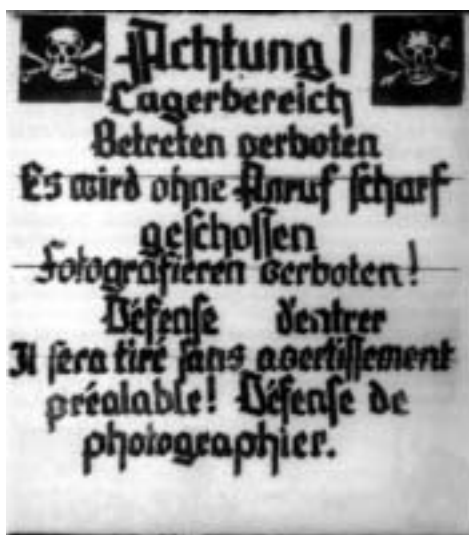 Achtung!
Lagerbereich
Betreten verboten
Es wird ohne Anruf scharf
geschossen
Fotografieren verboten!
Défense dentrer
Il sera tiré sans avertissement
préalable! Défense de
photographier.